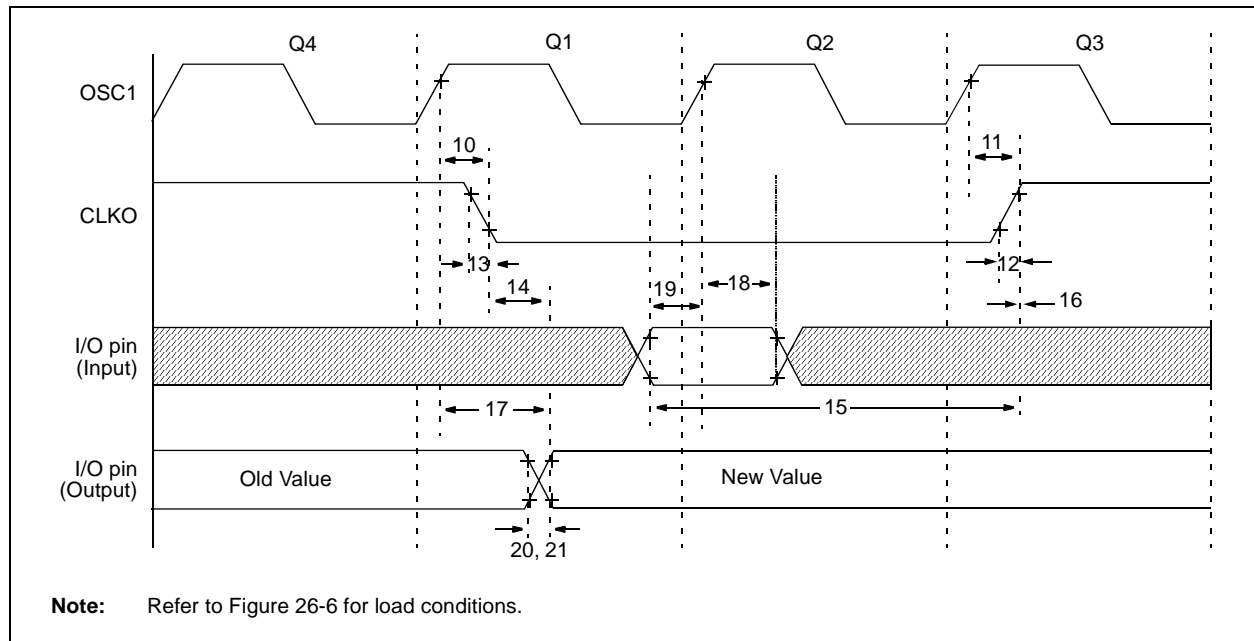 Q4 Q1 Q2 Q3
OSC1
10
11
CLKO
13
12
14
19
18
16
I/O pin
(Input)
17
15
I/O pin
(Output)
Old Value
New Value
20, 21
Note: Refer to Figure 26-6 for load conditions.